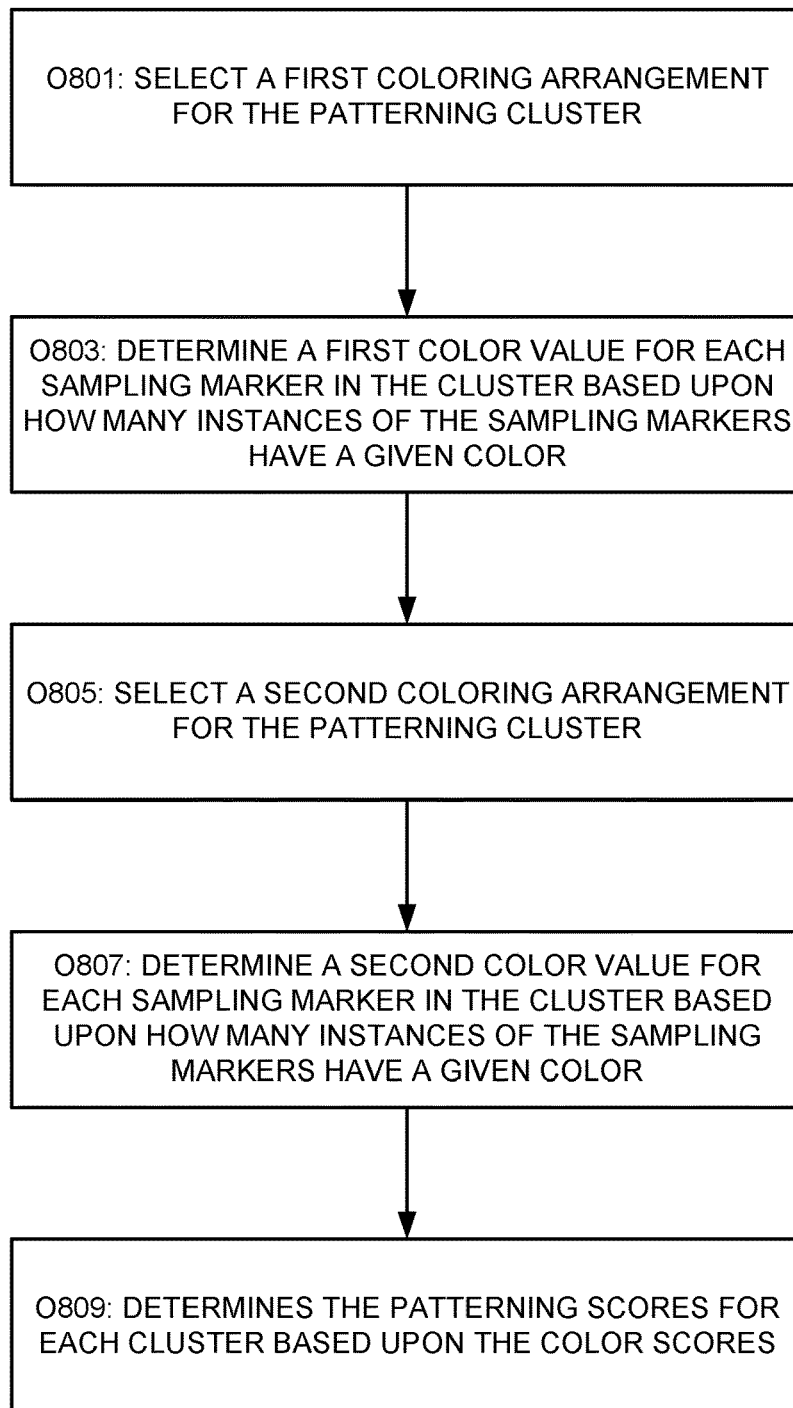 O801: SELECT A FIRST COLORING ARRANGEMENT
FOR THE PATTERNING CLUSTER
O803: DETERMINE A FIRST COLOR VALUE FOR EACH
SAMPLING MARKER IN THE CLUSTER BASED UPON
HOW MANY INSTANCES OF THE SAMPLING MARKERS
HAVE A GIVEN COLOR
O805: SELECT A SECOND COLORING ARRANGEMENT
FOR THE PATTERNING CLUSTER
O807: DETERMINE A SECOND COLOR VALUE FOR
EACH SAMPLING MARKER IN THE CLUSTER BASED
UPON HOW MANY INSTANCES OF THE SAMPLING
MARKERS HAVE A GIVEN COLOR
O809: DETERMINES THE PATTERNING SCORES FOR
EACH CLUSTER BASED UPON THE COLOR SCORES